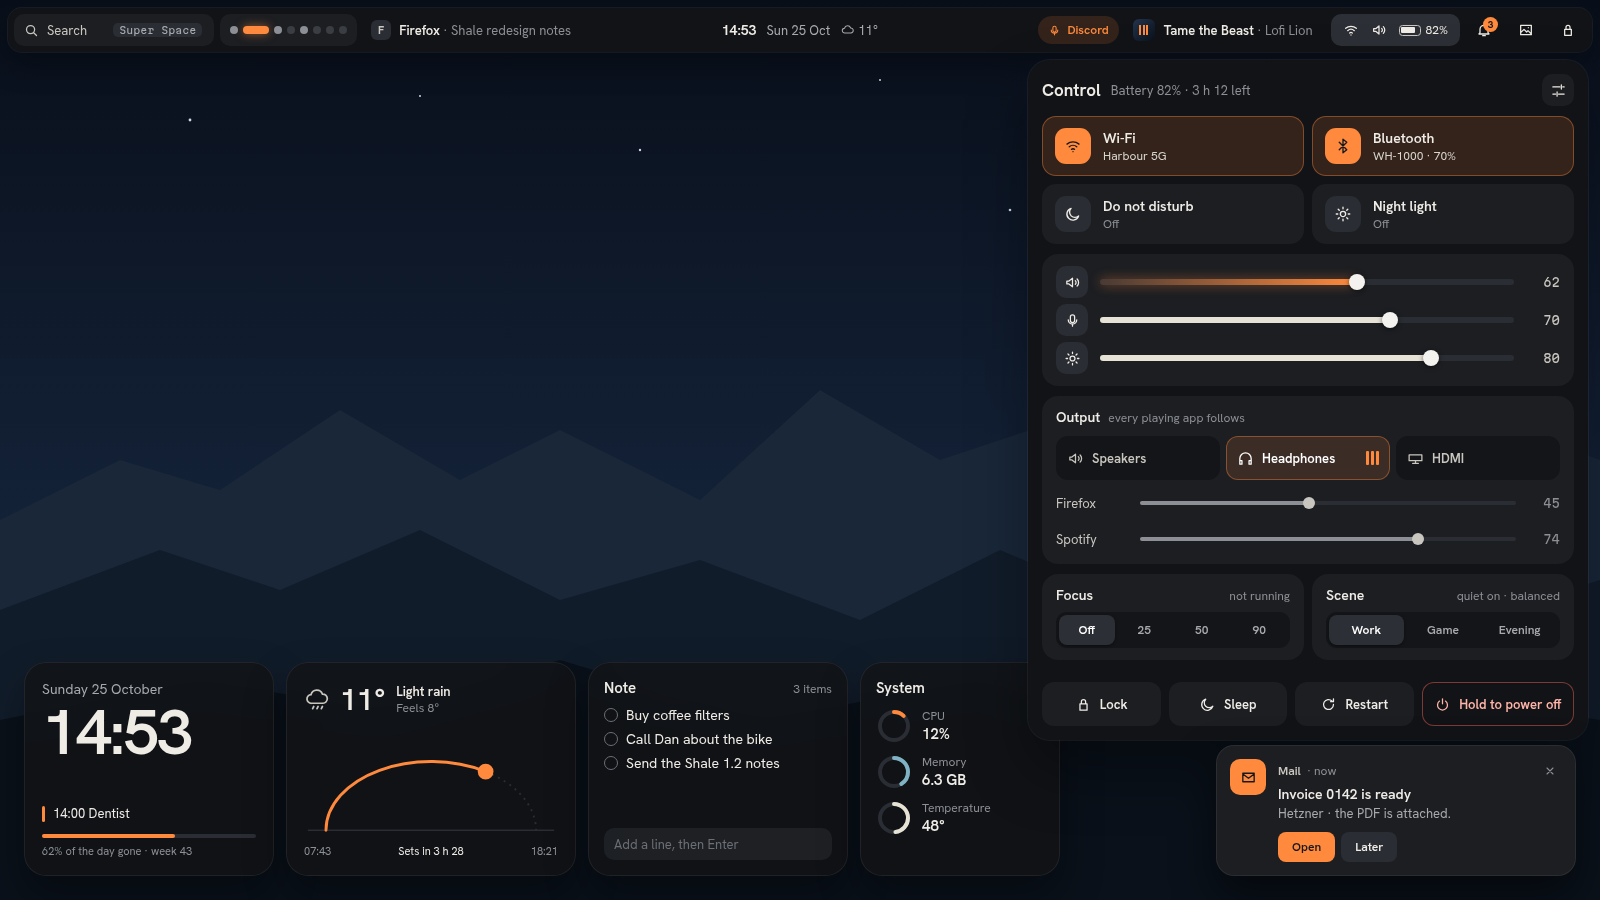 Search Super Space
F Firefox · Shale redesign notes
14:53 Sun 25 Oct 11°
Discord
Tame the Beast · Lofi Lion
82%
3
Control Battery 82% · 3 h 12 left
Wi-Fi
Harbour 5G
Bluetooth
WH-1000 · 70%
Do not disturb
Off
Night light
Off
62
70
80
Output every playing app follows
Speakers
Headphones
HDMI
Firefox 45
Spotify 74
Focus not running
Off 25 50 90
Scene quiet on · balanced
Work Game Evening
Lock
Sleep
Restart
Hold to power off
Sunday 25 October
14:53
14:00 Dentist
62% of the day gone · week 43
11° Light rain
Feels 8°
07:43 Sets in 3 h 28 18:21
Note 3 items
Buy coffee filters
Call Dan about the bike
Send the Shale 1.2 notes
Add a line, then Enter
System
CPU
12%
Memory
6.3 GB
Temperature
48°
Mail · now
Invoice 0142 is ready
Hetzner · the PDF is attached.
Open Later